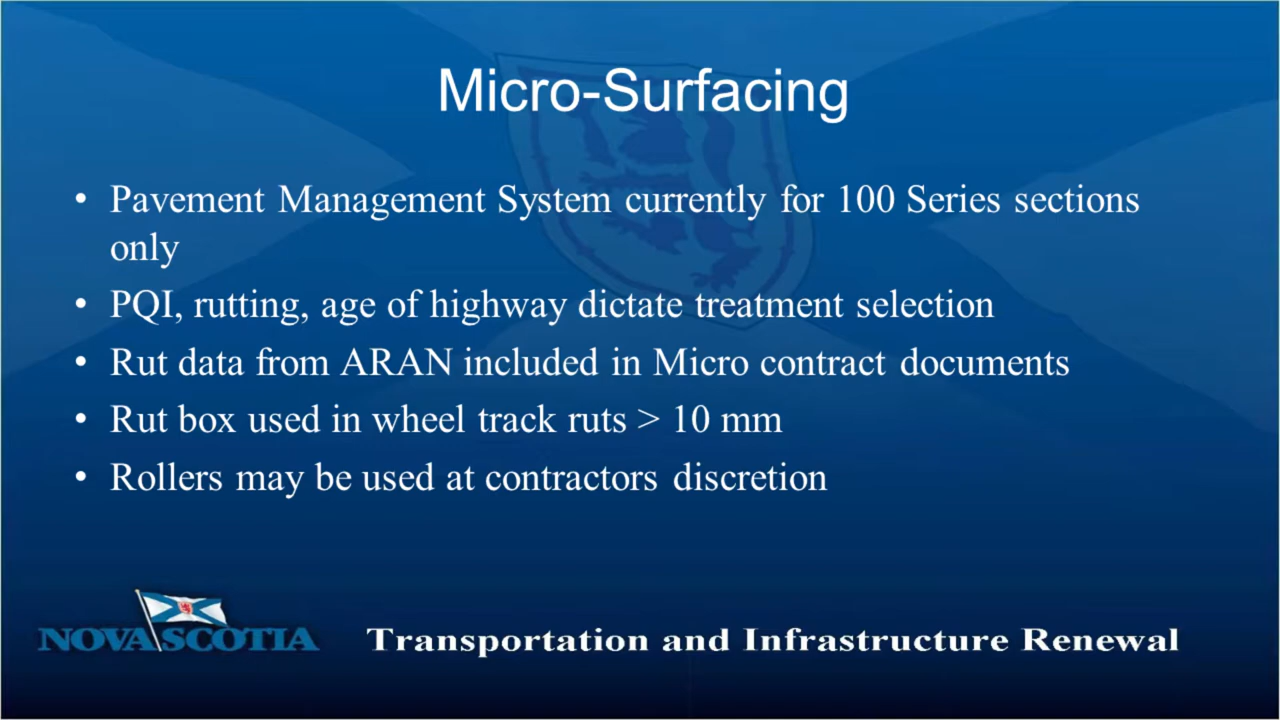 Micro-Surfacing
• Pavement Management System currently for 100 Series sections
only
• PQI, rutting, age of highway dictate treatment selection
• Rut data from ARAN included in Micro contract documents
• Rut box used in wheel track ruts > 10 mm
• Rollers may be used at contractors discretion
NOVA SCOTIA
Transportation and Infrastructure Renewal